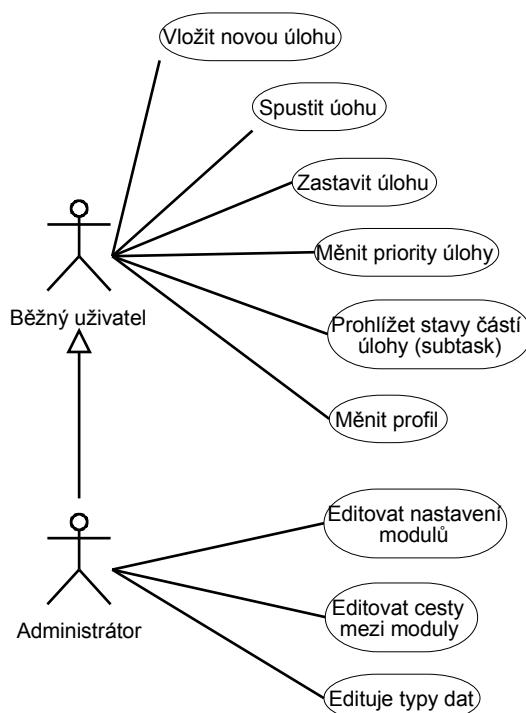 Vložit novou úlohu
Spustit úohu
Zastavit úlohu
Měnit priority úlohy
Běžný uživatel
Prohlížet stavy částí
úlohy (subtask)
Měnit profil
Editovat nastavení
modulů
Administrátor
Editovat cesty
mezi moduly
Edituje typy dat